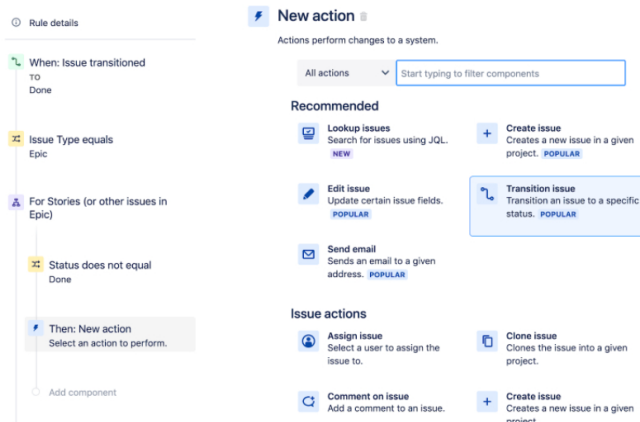 Rule details
When: Issue transitioned
TO
Done
Issue Type equals
Epic
For Stories (or other issues in
Epic)
Status does not equal
Done
Then: New action
Select an action to perform.
Add component
New action
Actions perform changes to a system.
All actions
Start typing to filter components
Recommended
Lookup issues
Search for issues using JQL.
NEW
Create issue
Creates a new issue in a given
project. POPULAR
Edit issue
Update certain issue fields.
POPULAR
Transition issue
Transition an issue to a specific
status. POPULAR
Send email
Sends an email to a given
address. POPULAR
Issue actions
Assign issue
Select a user to assign the
issue to.
Clone issue
Clones the issue into a given
project.
Comment on issue
Add a comment to an issue.
Create issue
Creates a new issue in a given
project.